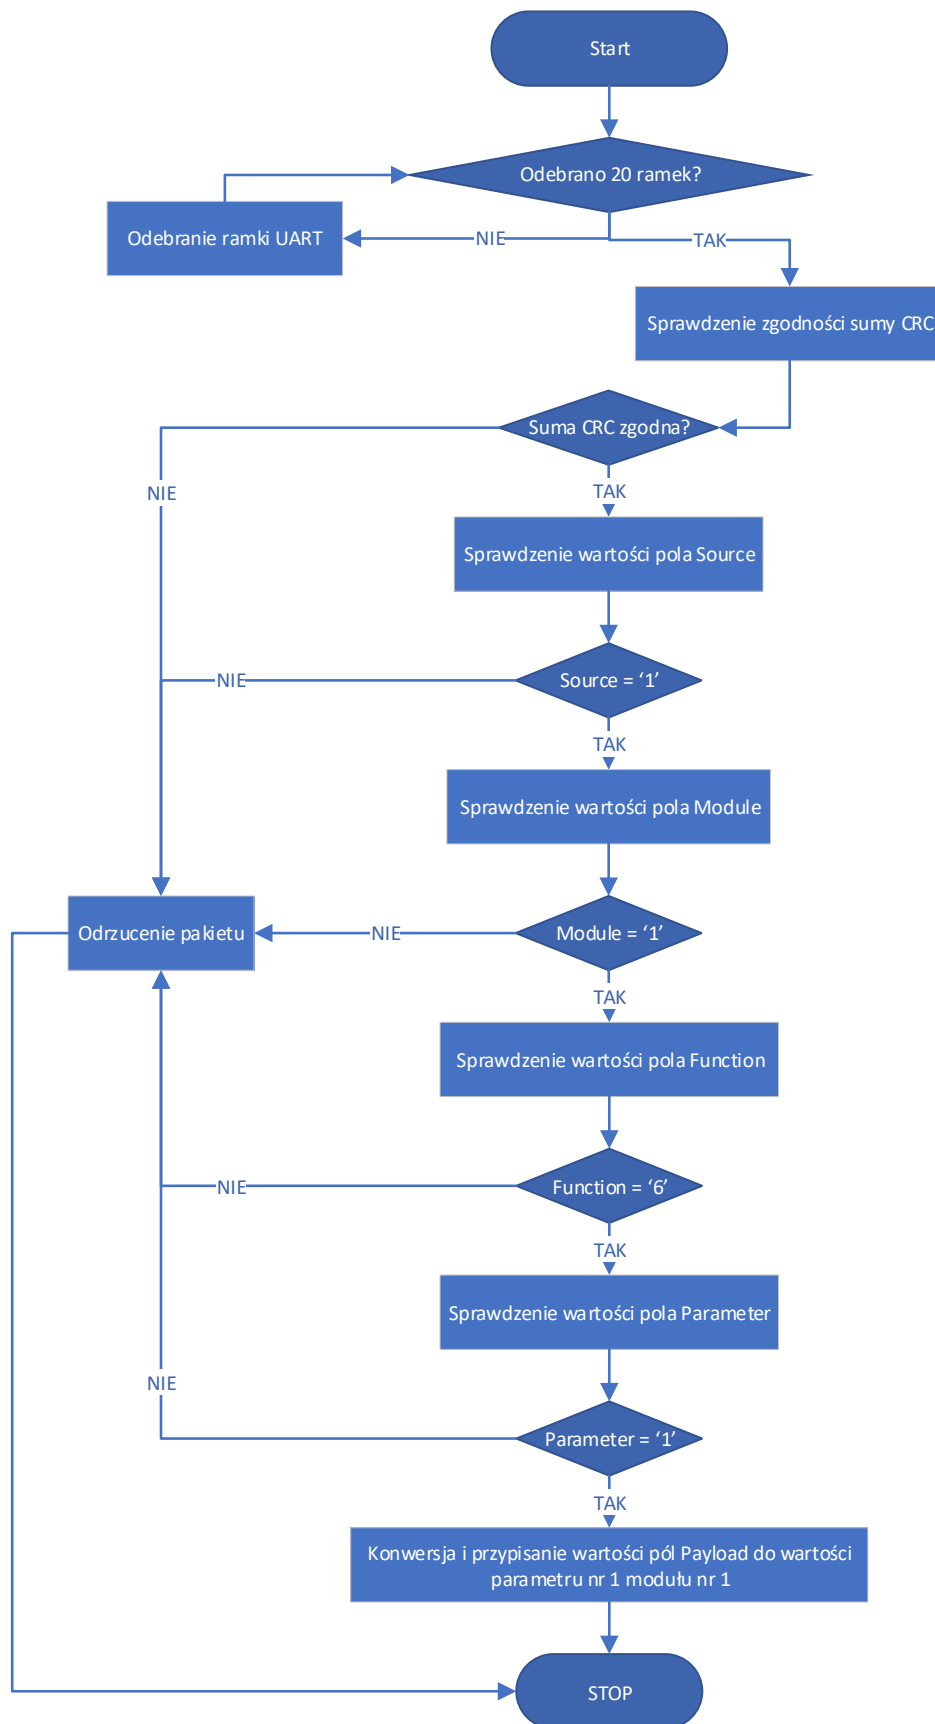 Start
Odebrano 20 ramek?
Odebranie ramki UART
NIE
TAK
Sprawdzenie zgodności sumy CRC
Suma CRC zgodna?
NIE
TAK
Sprawdzenie wartości pola Source
Source = ‘1’
NIE
TAK
Sprawdzenie wartości pola Module
Module = ‘1’
NIE
Odrzucenie pakietu
TAK
Sprawdzenie wartości pola Function
Function = ‘6’
NIE
TAK
Sprawdzenie wartości pola Parameter
NIE
Parameter = ‘1’
TAK
Konwersja i przypisanie wartości pól Payload do wartości
parametru nr 1 modułu nr 1
STOP